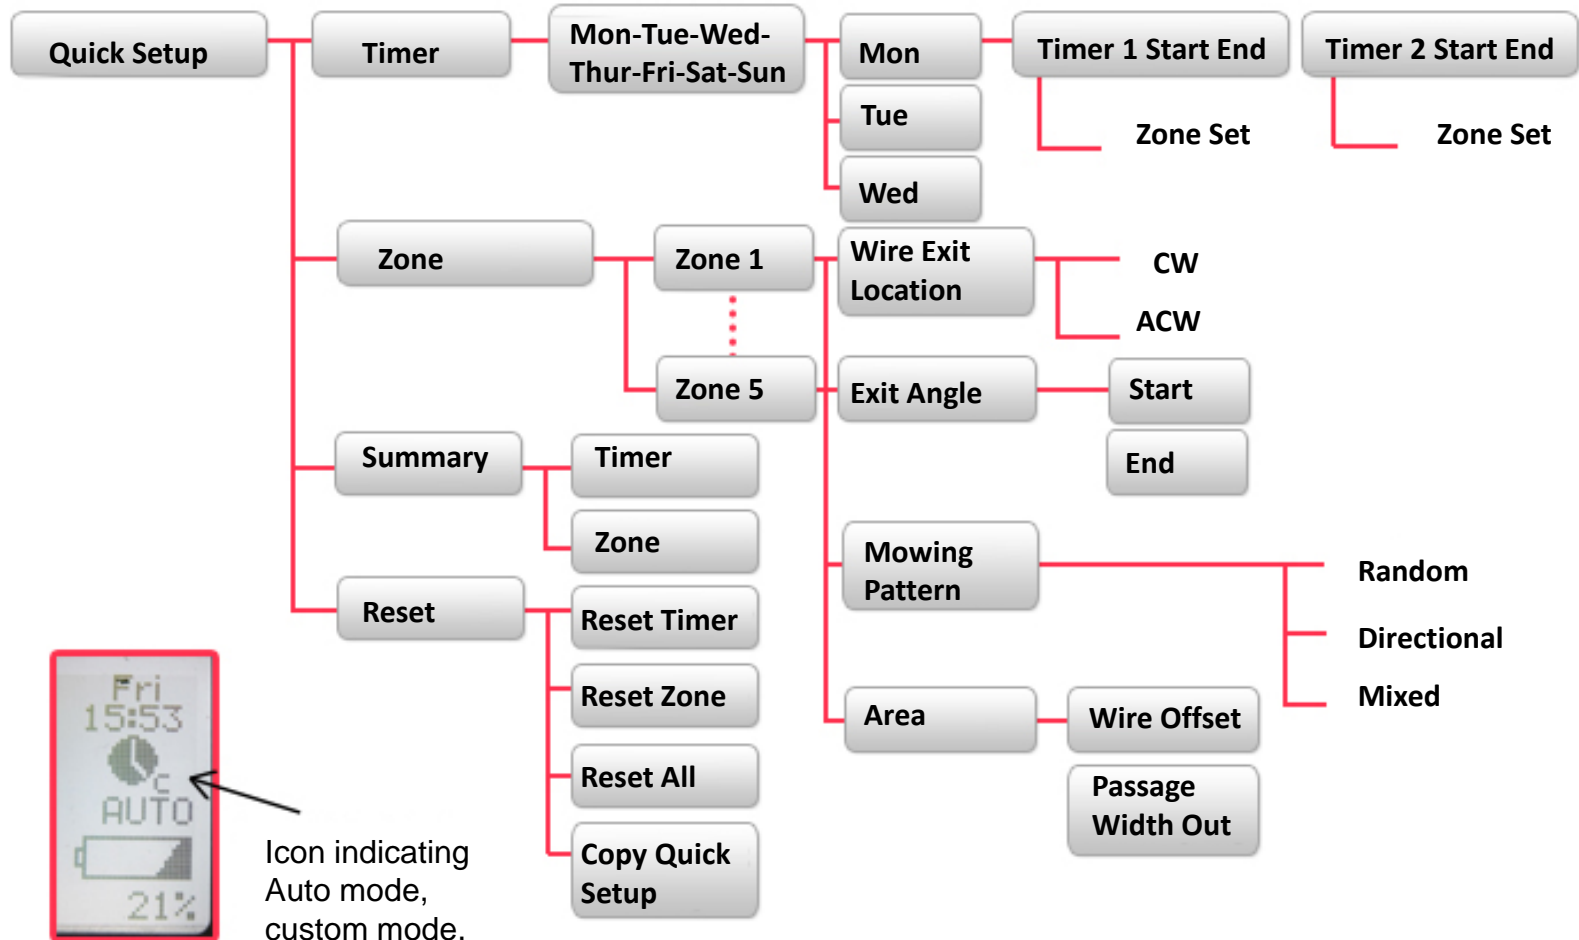 Quick Setup
Timer
Mon-Tue-Wed-
Thur-Fri-Sat-Sun
Mon
Timer 1 Start End
Timer 2 Start End
Tue
Zone Set
Zone Set
Wed
Zone
Zone 1
Wire Exit
Location
CW
ACW
Zone 5
Exit Angle
Start
End
Summary
Timer
Zone
Mowing
Pattern
Random
Directional
Mixed
Reset
Reset Timer
Reset Zone
Reset All
Copy Quick
Setup
Area
Wire Offset
Passage
Width Out
Fri
15:53
C
AUTO
21%
Icon indicating
Auto mode,
custom mode.